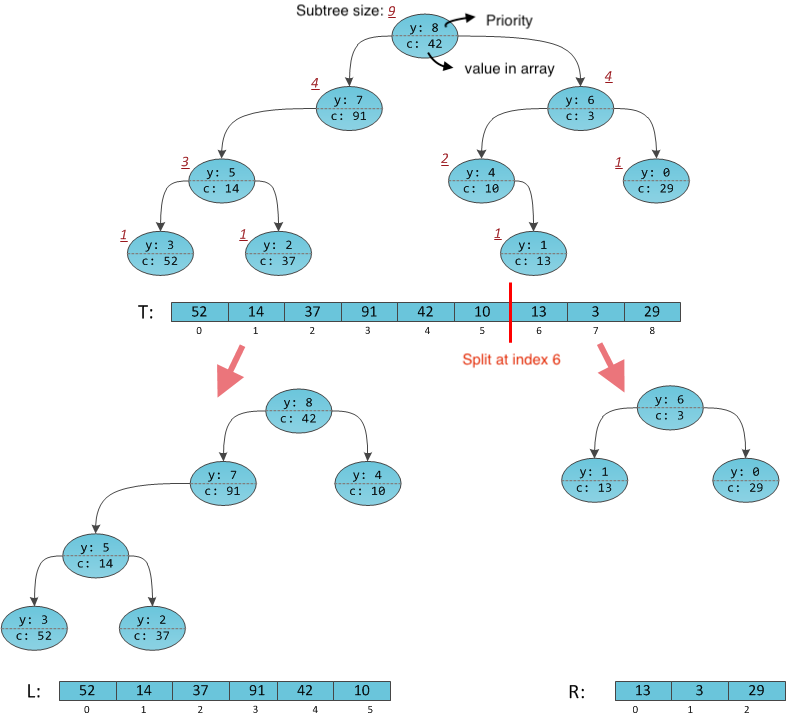 Subtree size: 9
y: 8
c: 42
Priority
value in array
4
y: 7
c: 91
4
y: 6
c: 3
3
y: 5
c: 14
2
y: 4
c: 10
1
y: 0
c: 29
1
y: 3
c: 52
1
y: 2
c: 37
1
y: 1
c: 13
T: 52 14 37 91 42 10 13 3 29
0 1 2 3 4 5 6 7 8
Split at index 6
y: 8
c: 42
y: 6
c: 3
y: 7
c: 91
y: 4
c: 10
y: 1
c: 13
y: 0
c: 29
y: 5
c: 14
y: 3
c: 52
y: 2
c: 37
L: 52 14 37 91 42 10
0 1 2 3 4 5
R: 13 3 29
0 1 2